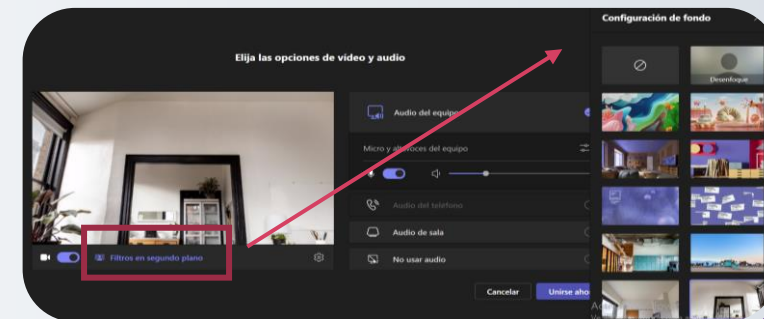 Configuración de fondo
Elija las opciones de vídeo y audio
Desenfoque
Audio del equipo
Micro y altavoces del equipo
Audio del teléfono
Filtros en segundo plano
Audio de sala
No usar audio
Cancelar
Unirse aho